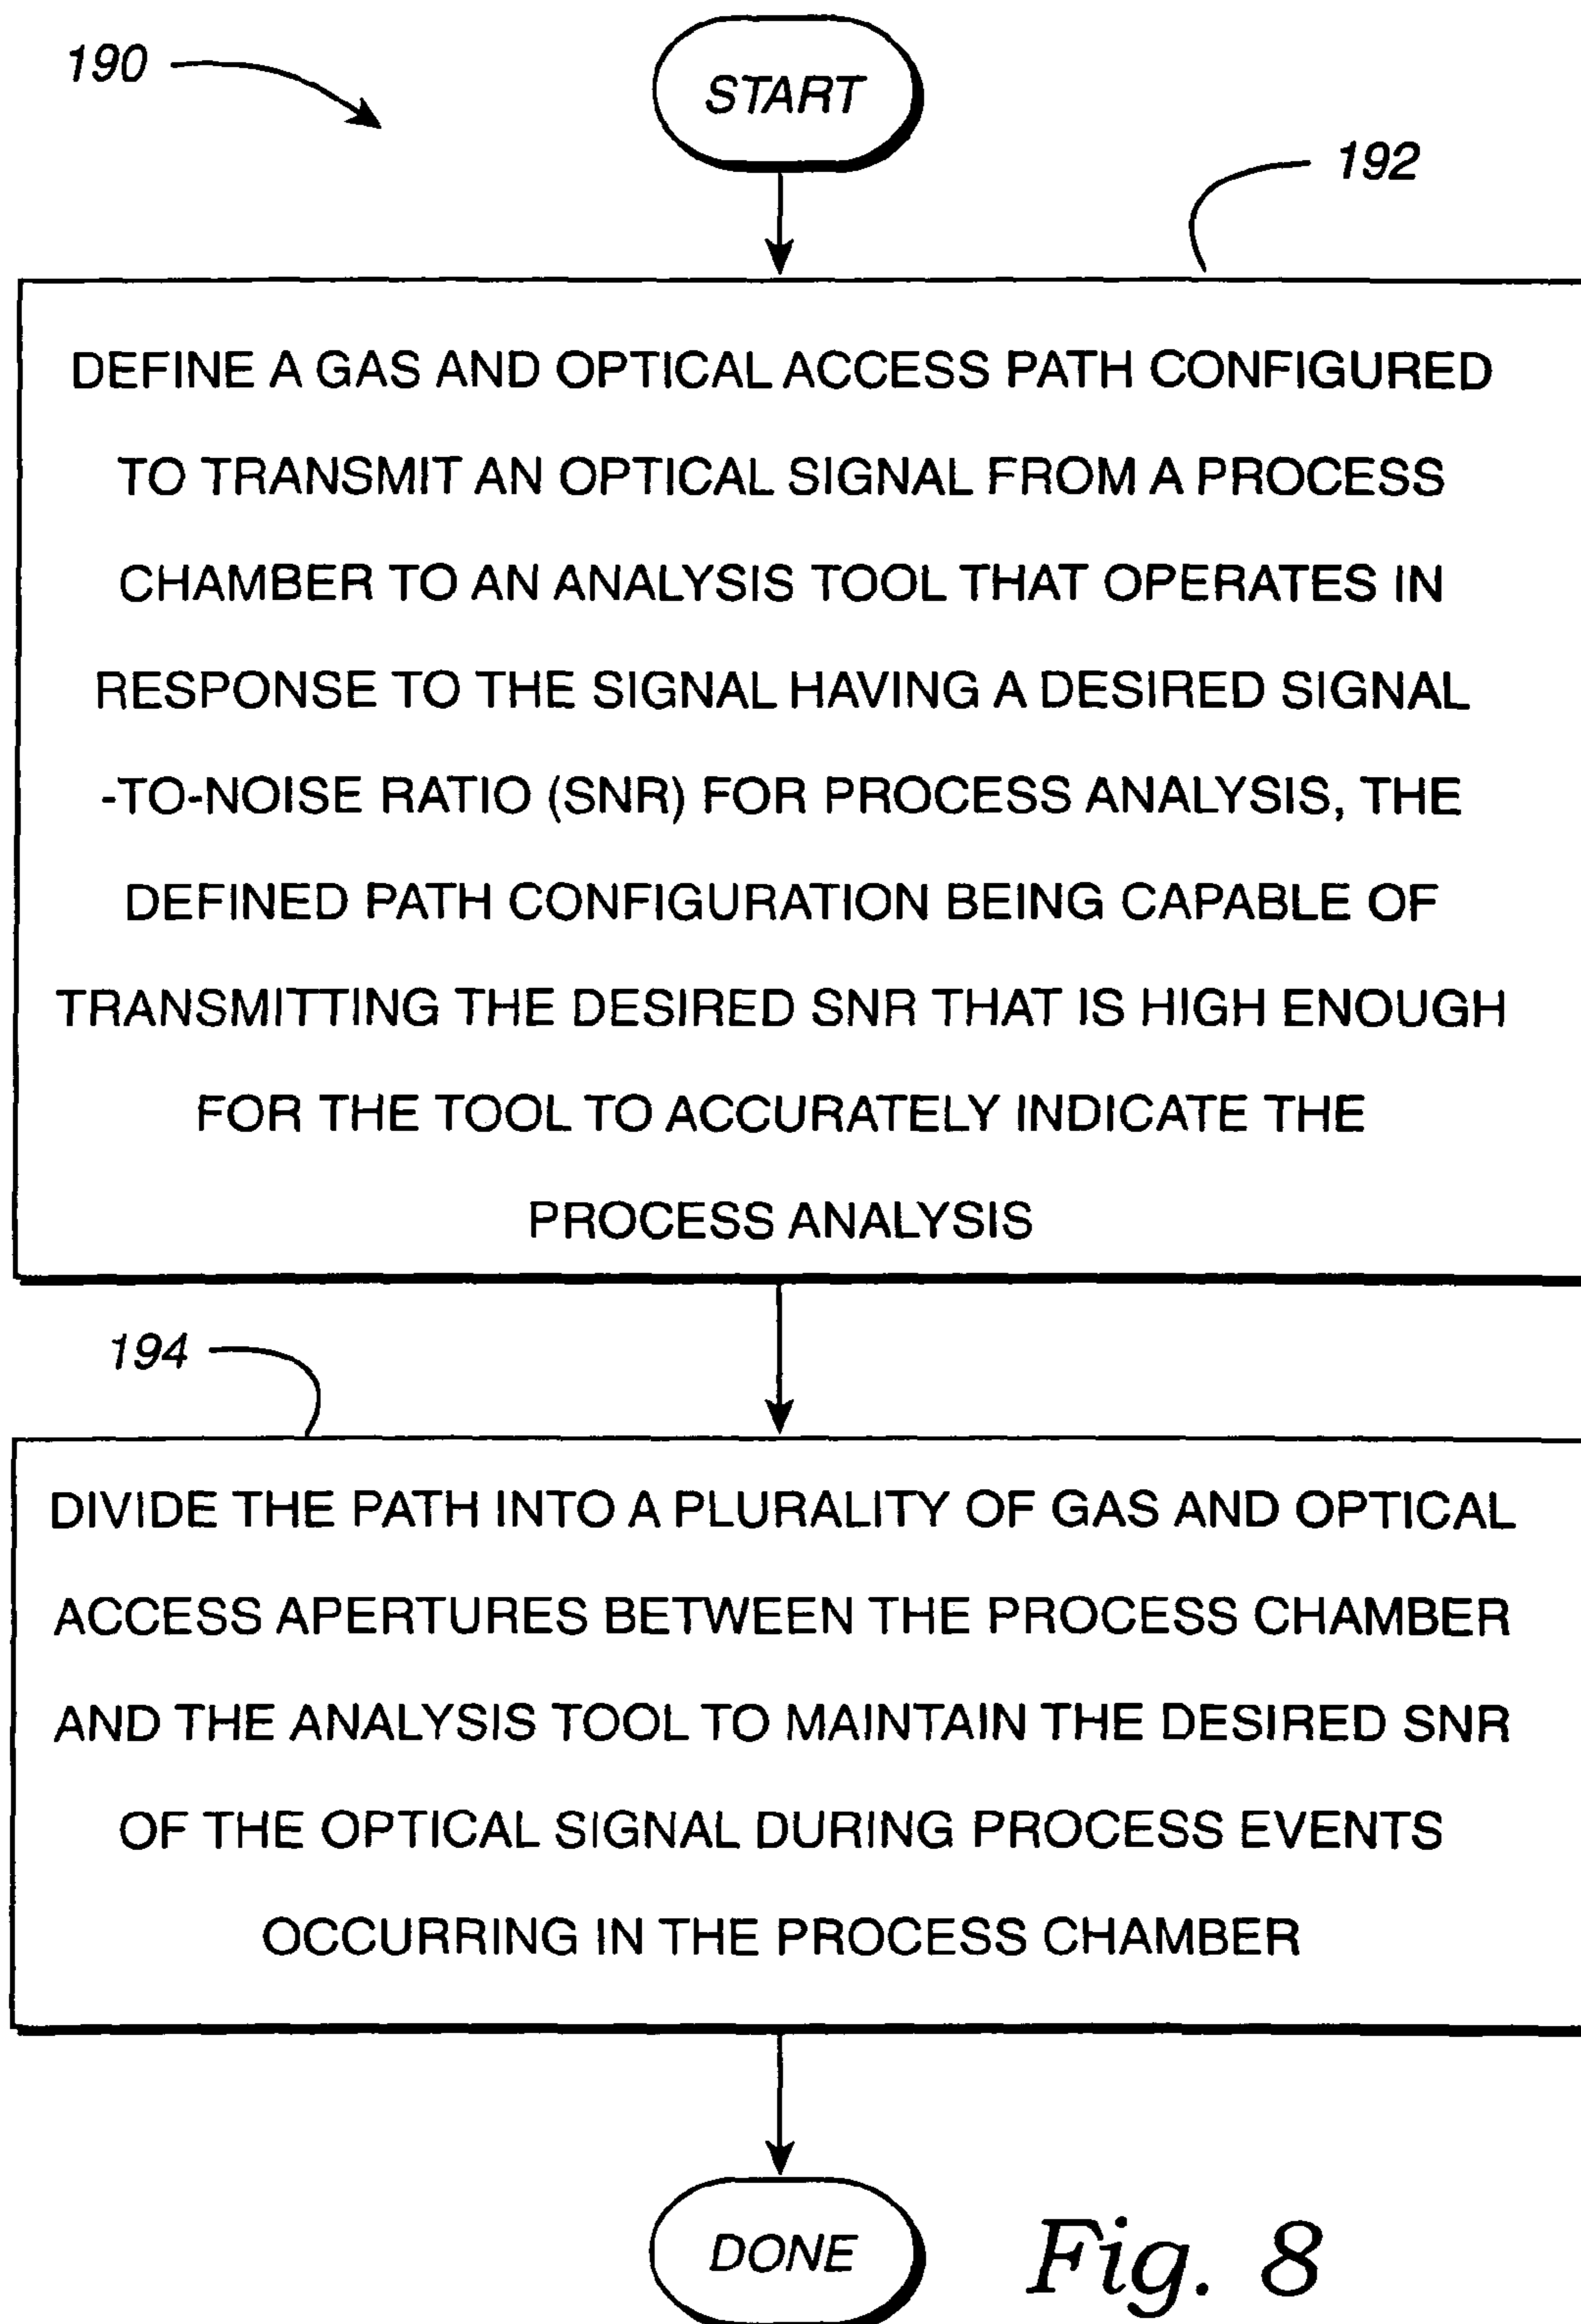 190
START
192
DEFINE A GAS AND OPTICAL ACCESS PATH CONFIGURED
TO TRANSMIT AN OPTICAL SIGNAL FROM A PROCESS
CHAMBER TO AN ANALYSIS TOOL THAT OPERATES IN
RESPONSE TO THE SIGNAL HAVING A DESIRED SIGNAL
-TO-NOISE RATIO (SNR) FOR PROCESS ANALYSIS, THE
DEFINED PATH CONFIGURATION BEING CAPABLE OF
TRANSMITTING THE DESIRED SNR THAT IS HIGH ENOUGH
FOR THE TOOL TO ACCURATELY INDICATE THE
PROCESS ANALYSIS
194
DIVIDE THE PATH INTO A PLURALITY OF GAS AND OPTICAL
ACCESS APERTURES BETWEEN THE PROCESS CHAMBER
AND THE ANALYSIS TOOL TO MAINTAIN THE DESIRED SNR
OF THE OPTICAL SIGNAL DURING PROCESS EVENTS
OCCURRING IN THE PROCESS CHAMBER
DONE
Fig. 8